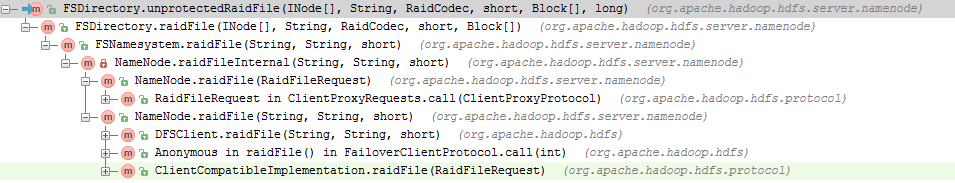 FSDirectory.unprotectedRaidFile(INode[], String, RaidCodec, short, Block[], long) (org.apache.hadoop.hdfs.server.namenode)
FSDirectory.raidFile(INode[], String, RaidCodec, short, Block[]) (org.apache.hadoop.hdfs.server.namenode)
FSNamesystem.raidFile(String, String, short) (org.apache.hadoop.hdfs.server.namenode)
NameNode.raidFileInternal(String, String, short) (org.apache.hadoop.hdfs.server.namenode)
NameNode.raidFile(RaidFileRequest) (org.apache.hadoop.hdfs.server.namenode)
RaidFileRequest in ClientProxyRequests.call(ClientProxyProtocol) (org.apache.hadoop.hdfs.protocol)
NameNode.raidFile(String, String, short) (org.apache.hadoop.hdfs.server.namenode)
DFSClient.raidFile(String, String, short) (org.apache.hadoop.hdfs)
Anonymous in raidFile() in FailoverClientProtocol.call(int) (org.apache.hadoop.hdfs)
ClientCompatibleImplementation.raidFile(RaidFileRequest) (org.apache.hadoop.hdfs.protocol)